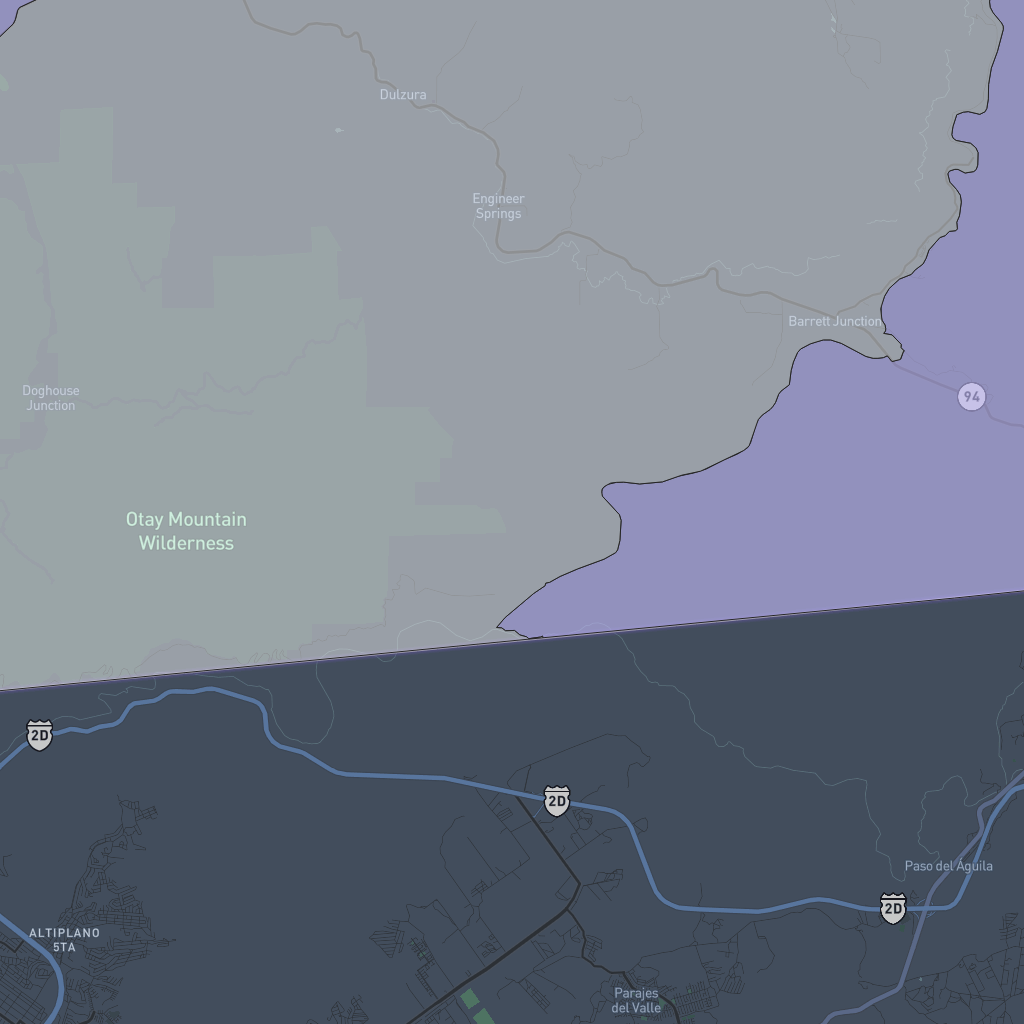 Dulzura
Engineer
Springs
Barrett Junction
Doghouse
Junction
94
Otay Mountain
Wilderness
2D
2D
Paso del Águila
2D
ALTIPLANO
5TA
Parajes
del Valle